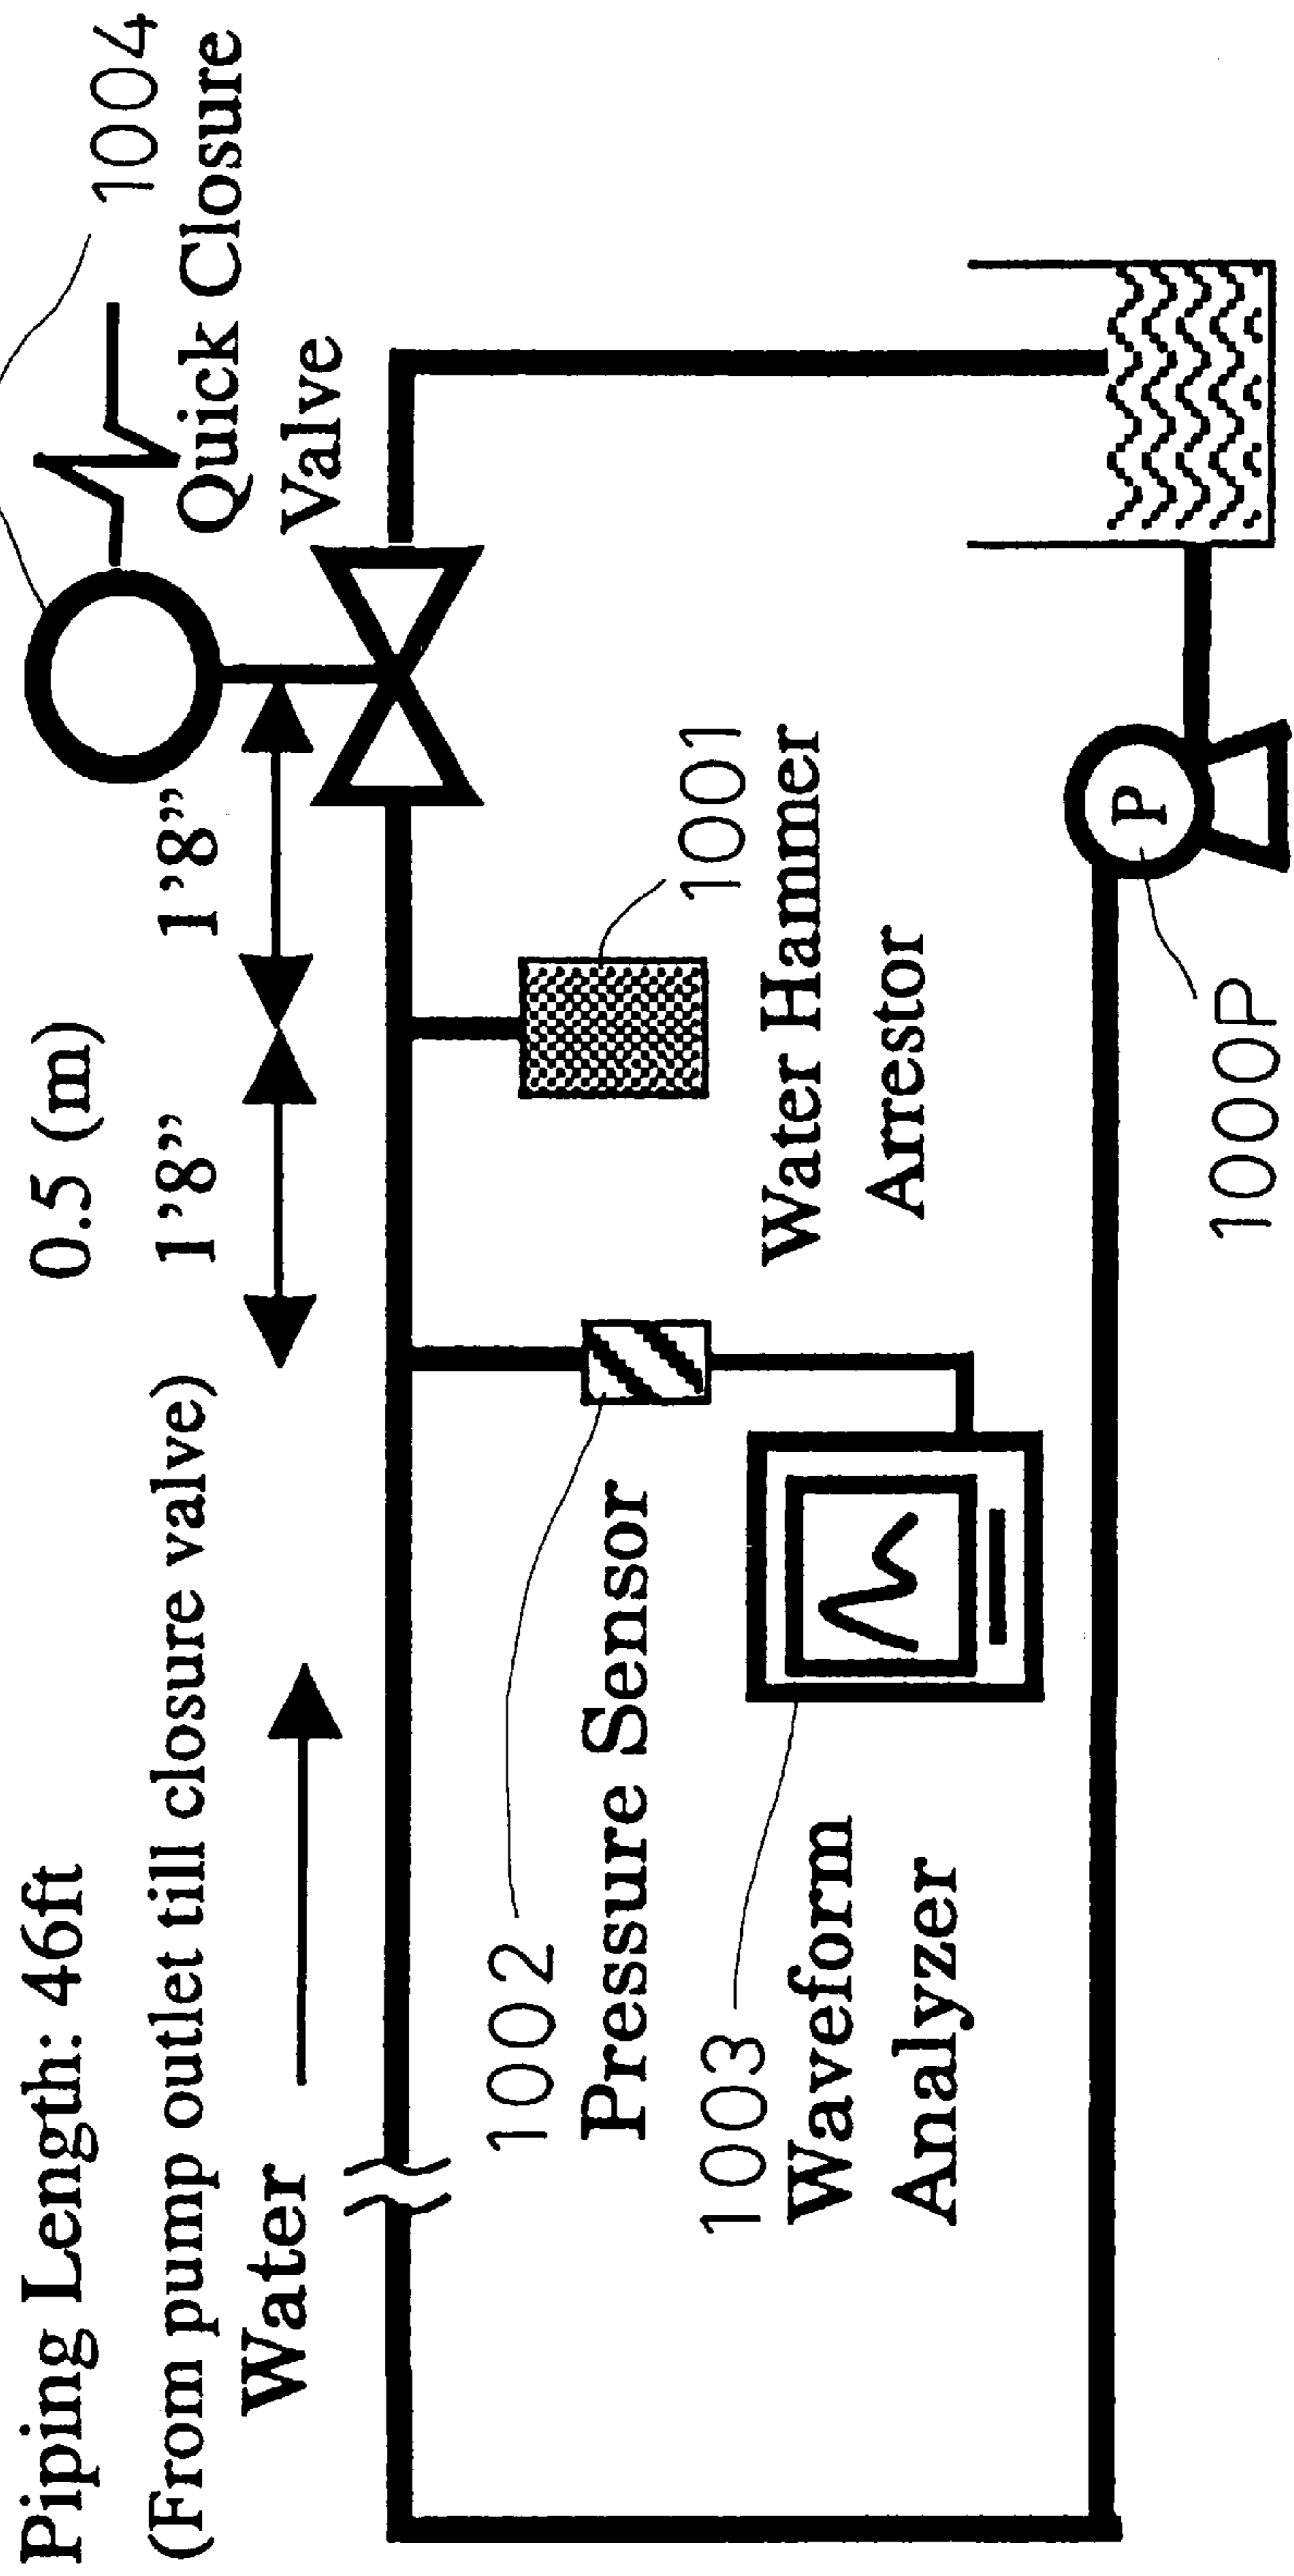 Piping Length: 46ft
0.5 (m)
1004
(From pump outlet till closure valve)
1'8”
1'8”
Quick Closure
Valve
Water
1002
Pressure Sensor
1001
Water Hammer
Arrestor
1003
Waveform
Analyzer
P
1000P